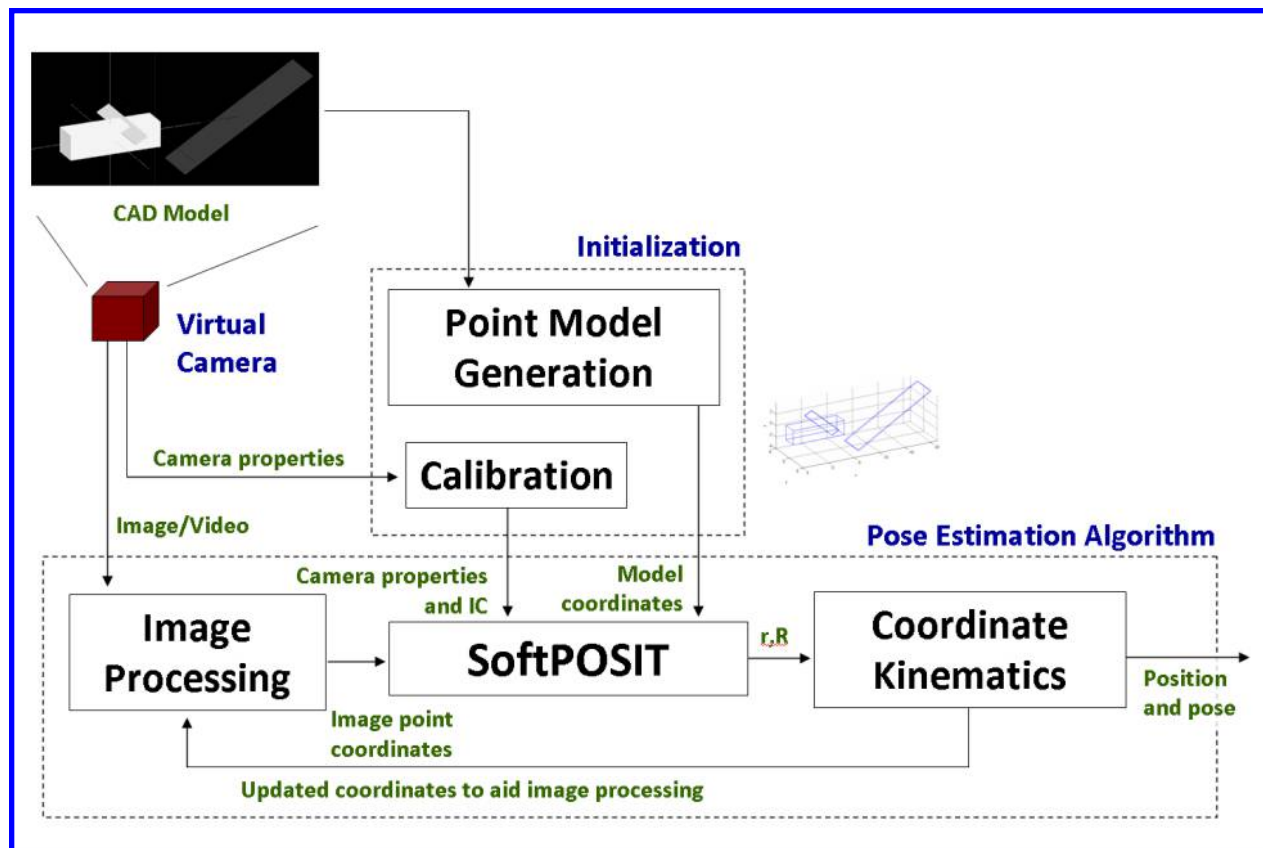 CAD Model
Initialization
Virtual
Camera
Point Model
Generation
Camera properties
Calibration
Image/Video
Pose Estimation Algorithm
Camera properties
and IC
Model
coordinates
Image
Processing
SoftPOSIT
r,R
Coordinate
Kinematics
Position
and pose
Image point
coordinates
Updated coordinates to aid image processing